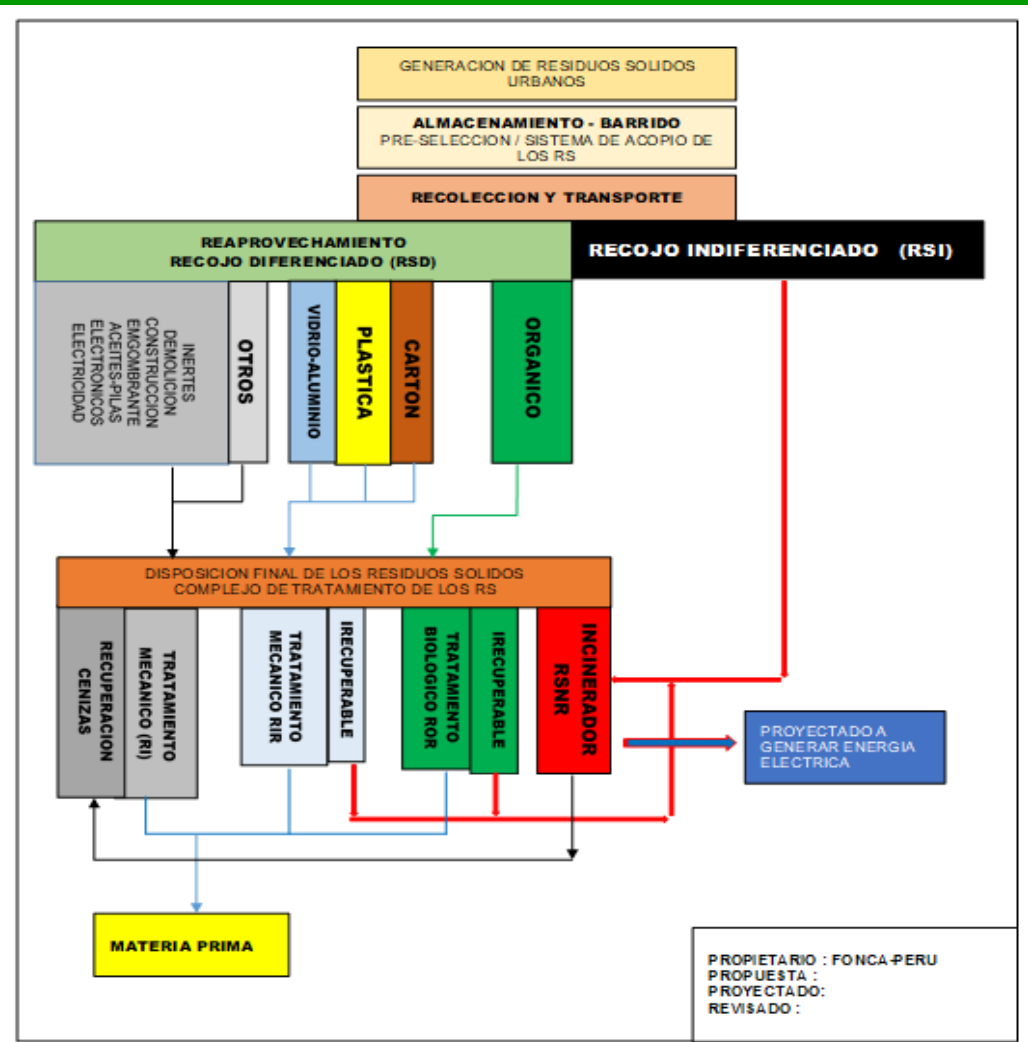 GENERACION DE RESIDUOS SOLIDOS
URBANOS
ALMACENAMIENTO - BARRIDO
PRE-SELECCION / SISTEMA DE ACOPIO DE
LOS RS
RECOLECCION Y TRANSPORTE
REAPROVECHAMIENTO
RECOJO DIFERENCIADO (RSD)
RECOJO INDIFERENCIADO (RSI)
INERTES
DEMOLICION
CONSTRUCCION
EMGOMBRANTE
ACEITES-PILAS
ELECTRONICOS
ELECTRICIDAD
OTROS
VIDRIO-ALUMINIO
PLASTICA
CARTON
ORGANICO
DISPOSICION FINAL DE LOS RESIDUOS SOLIDOS
COMPLEJO DE TRATAMIENTO DE LOS RS
RECUPERACION
CENIZAS
TRATAMIENTO
MECANICO (RI)
TRATAMIENTO
MECANICO RIR
IRECUPERABLE
TRATAMIENTO
BIOLOGICO ROR
IRECUPERABLE
INCINERADOR
RSNR
PROYECTADO A
GENERAR ENERGIA
ELECTRICA
MATERIA PRIMA
PROPIETARIO : FONCA-PERU
PROPUESTA :
PROYECTADO:
REVISADO :